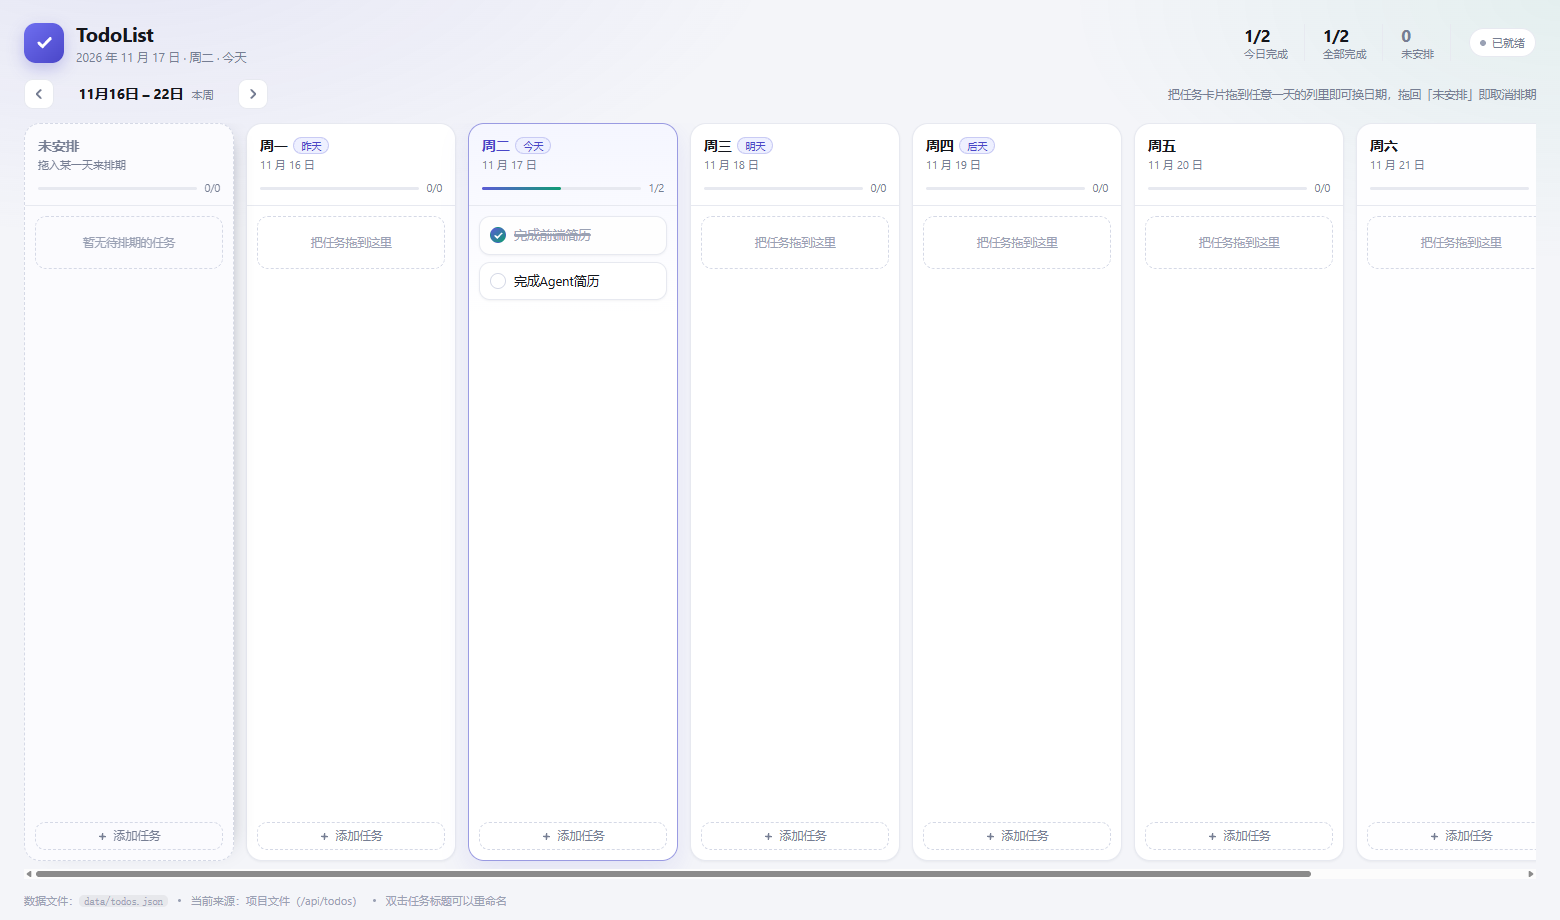 TodoList
2026 年 11 月 17 日 · 周二 · 今天
1/2
今日完成
1/2
全部完成
0
未安排
已就绪
11月16日 – 22日 本周
把任务卡片拖到任意一天的列里即可换日期，拖回「未安排」即取消排期
未安排
拖入某一天来排期
0/0
暂无待排期的任务
+ 添加任务
周一 昨天
11 月 16 日
0/0
把任务拖到这里
+ 添加任务
周二 今天
11 月 17 日
1/2
完成前端简历
完成Agent简历
+ 添加任务
周三 明天
11 月 18 日
0/0
把任务拖到这里
+ 添加任务
周四 后天
11 月 19 日
0/0
把任务拖到这里
+ 添加任务
周五
11 月 20 日
0/0
把任务拖到这里
+ 添加任务
周六
11 月 21 日
把任务拖到这里
+ 添加任务
数据文件：data/todos.json • 当前来源：项目文件（/api/todos） • 双击任务标题可以重命名